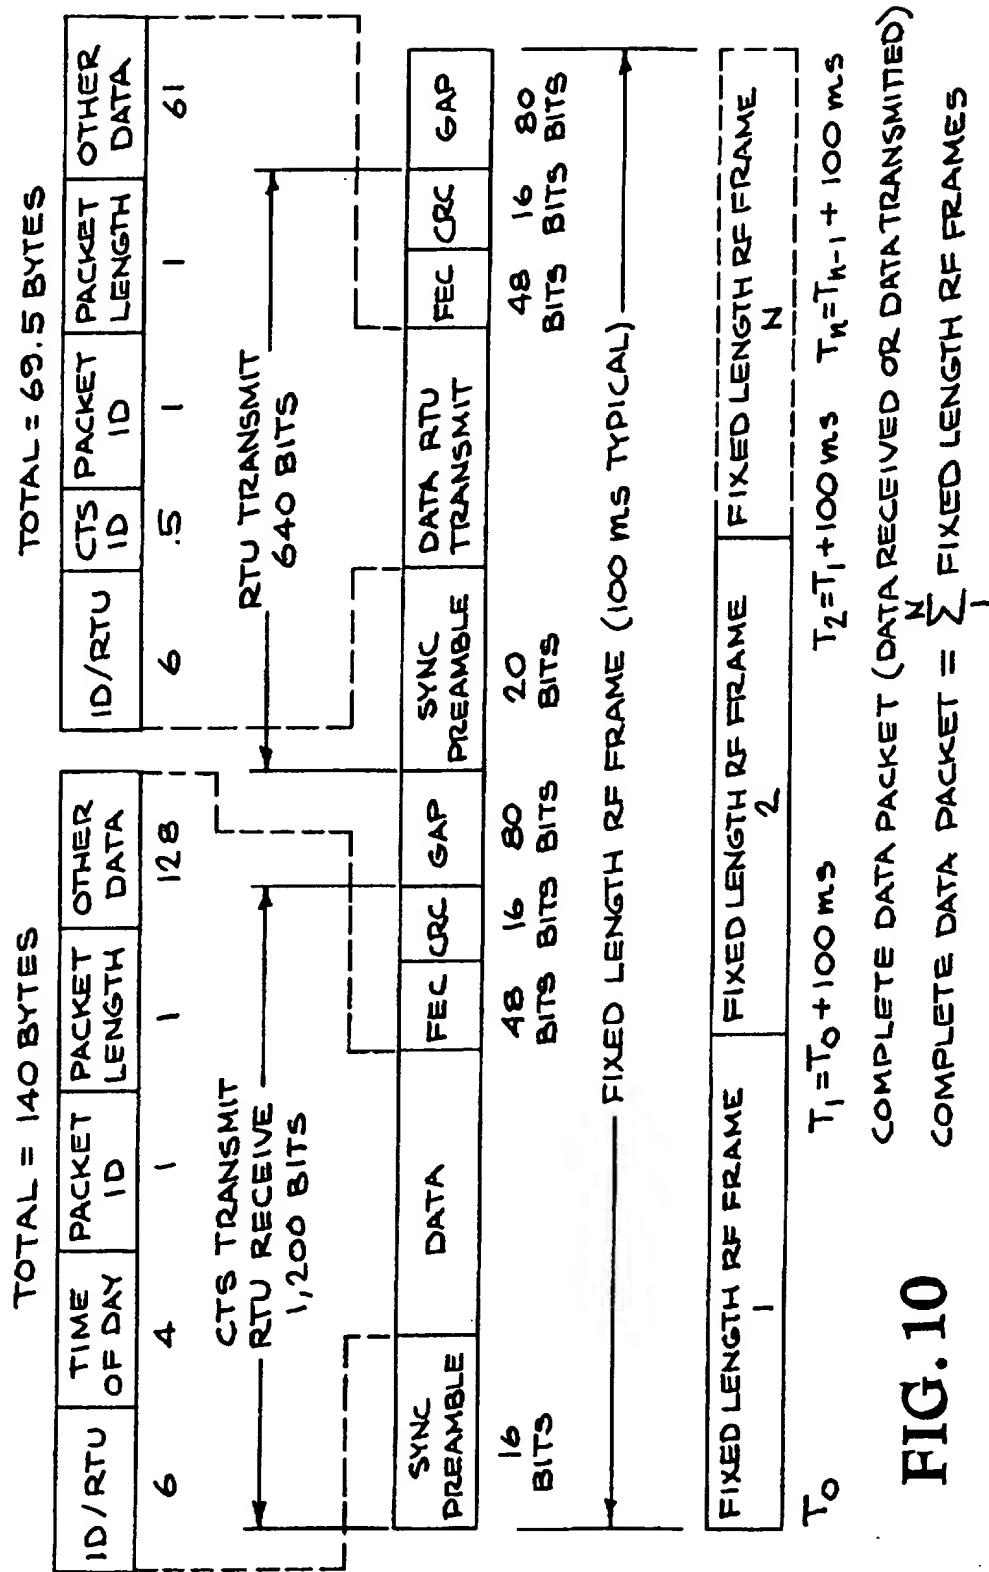 TOTAL = 140 BYTES
ID/RTU
TIME
OF DAY
PACKET
ID
PACKET
LENGTH
OTHER
DATA
6
4
1
1
128
TOTAL = 69.5 BYTES
ID/RTU
CTS
ID
PACKET
ID
PACKET
LENGTH
OTHER
DATA
6
.5
1
1
61
CTS TRANSMIT
RTU RECEIVE
1,200 BITS
RTU TRANSMIT
640 BITS
SYNC
PREAMBLE
DATA
FEC
CRC
GAP
SYNC
PREAMBLE
DATA RTU
TRANSMIT
FEC
CRC
GAP
16
BITS
48
BITS
16
BITS
80
BITS
20
BITS
48
BITS
16
BITS
80
BITS
FIXED LENGTH RF FRAME (100 ms TYPICAL)
FIXED LENGTH RF FRAME
1
FIXED LENGTH RF FRAME
2
FIXED LENGTH RF FRAME
N
T0
T1=T0+100ms
T2=T1+100ms
Tn=Tn-1+100ms
COMPLETE DATA PACKET (DATA RECEIVED OR DATA TRANSMITTED)
COMPLETE DATA PACKET = N∑1 FIXED LENGTH RF FRAMES
FIG. 10